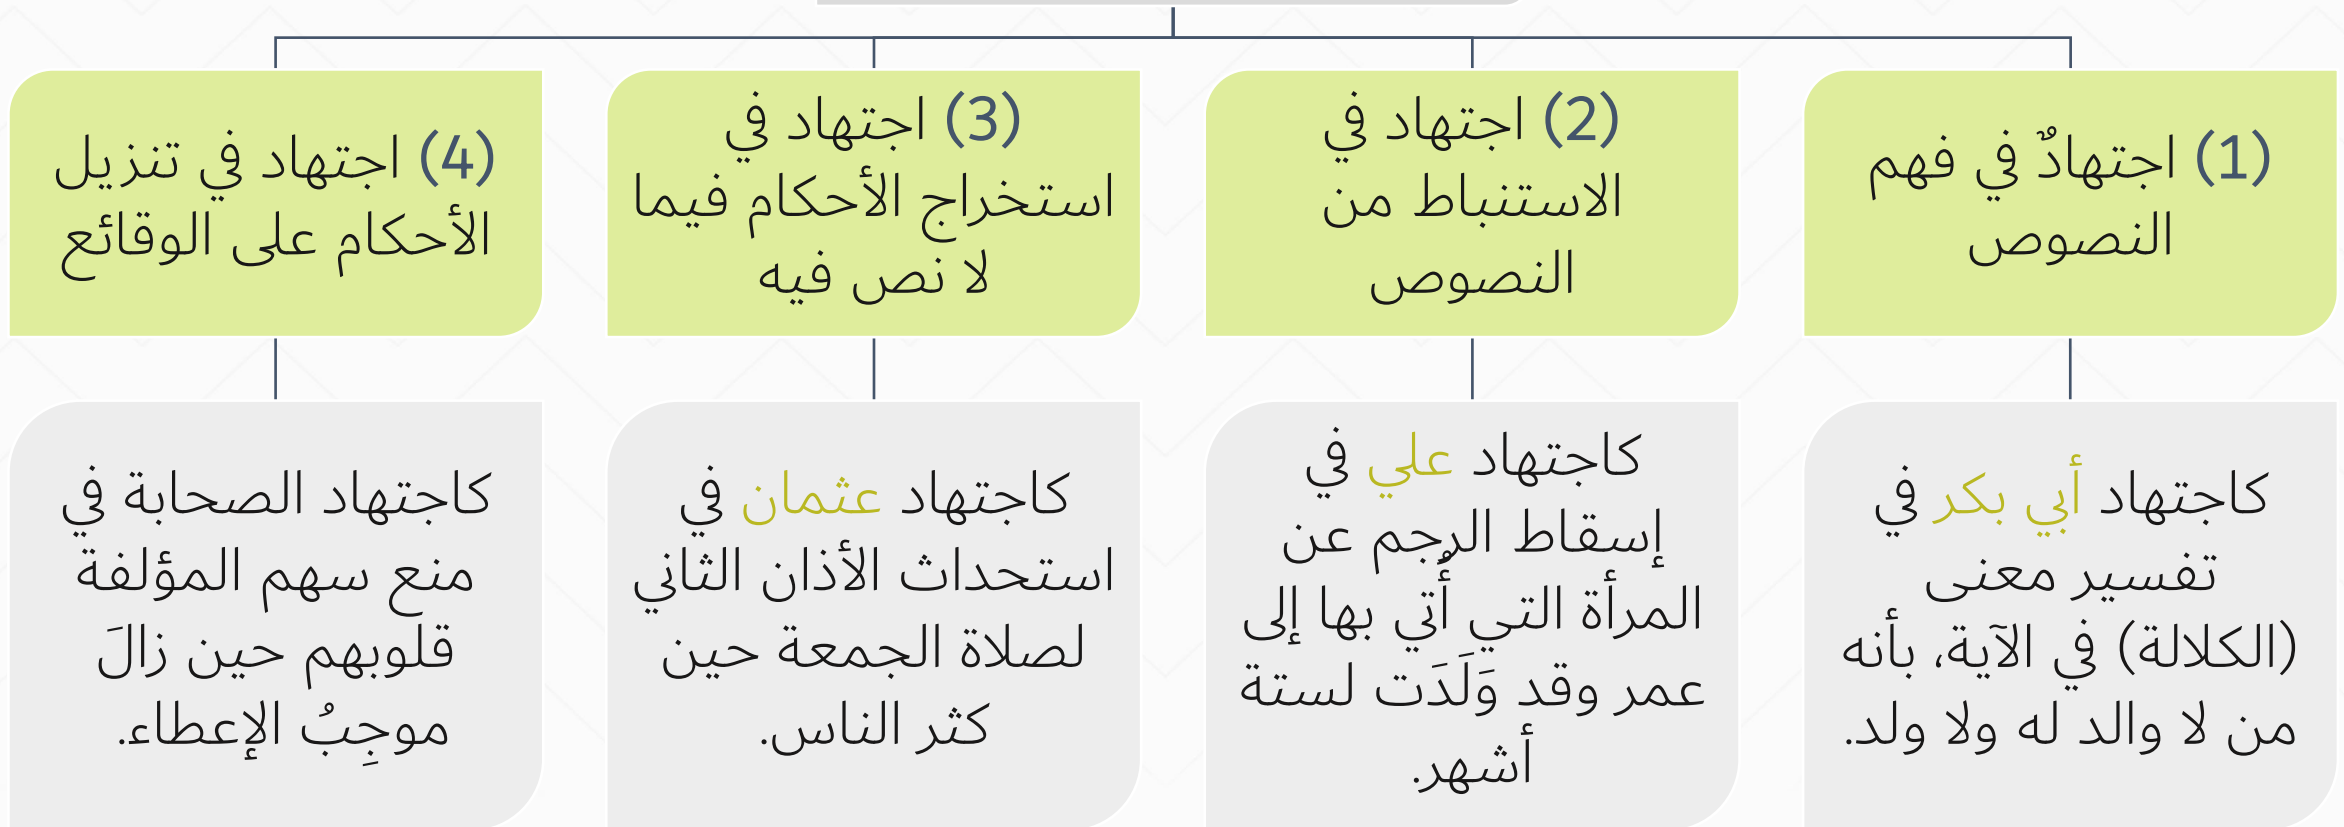 (1) اجتهادٌ في فهم
النصوص
(2) اجتهاد في
الاستنباط من
النصوص
(3) اجتهاد في
استخراج الأحكام فيما
لا نص فيه
(4) اجتهاد في تنزيل
الأحكام على الوقائع
كاجتهاد أبي بكر في
تفسير معنى
(الكلالة) في الآية، بأنه
من لا والد له ولا ولد.
كاجتهاد علي في
إسقاط الرجم عن
المرأة التي أُتي بها إلى
عمر وقد وَلَدَت لستة
أشهر.
كاجتهاد عثمان في
استحداث الأذان الثاني
لصلاة الجمعة حين
كثر الناس.
كاجتهاد الصحابة في
منع سهم المؤلفة
قلوبهم حين زالَ
موجِبُ الإعطاء.